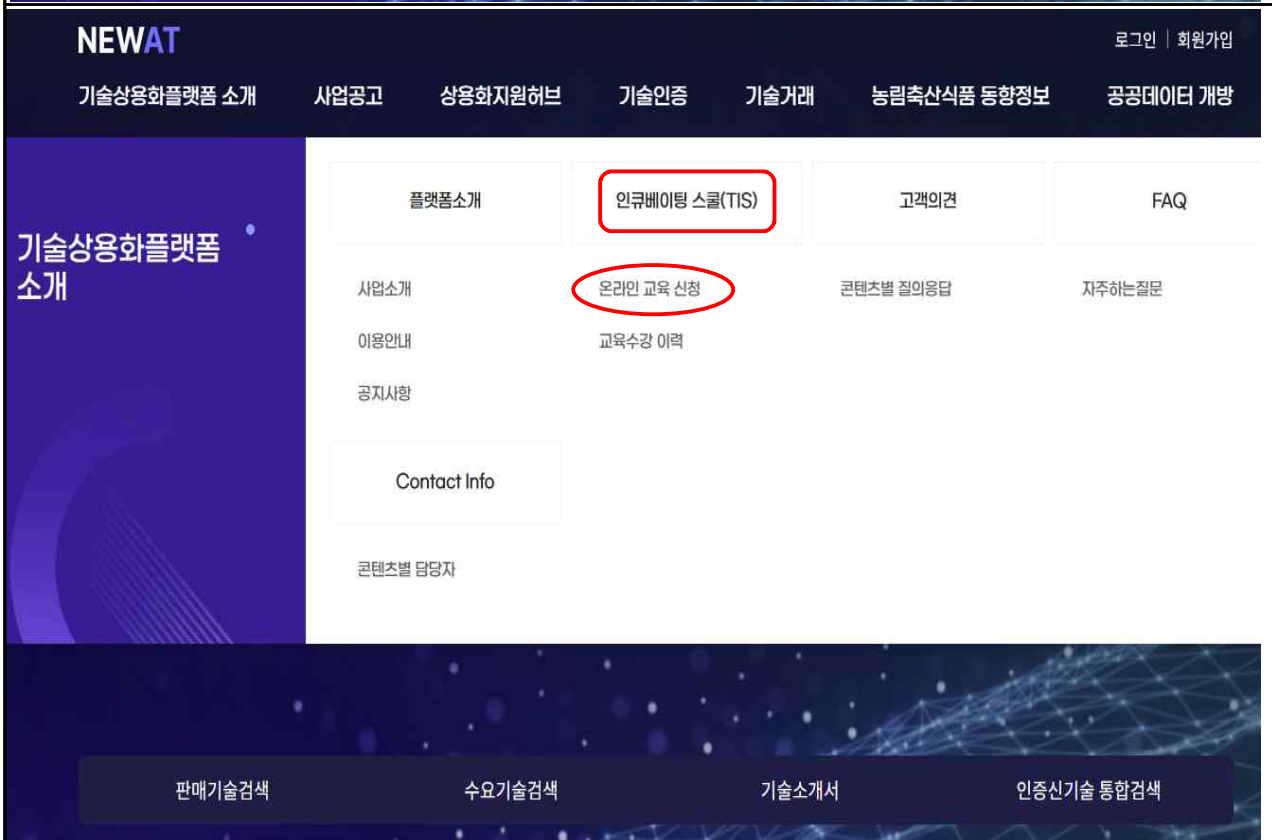 NEWAT
로그인 | 회원가입
기술상용화플랫폼 소개 사업공고 상용화지원허브 기술인증 기술거래 농림축산식품 동향정보 공공데이터 개방
기술상용화플랫폼
소개
플랫폼소개 인큐베이팅 스쿨(TIS) 고객의견 FAQ
사업소개 온라인 교육 신청 콘텐츠별 질의응답 자주하는질문
이용안내 교육수강 이력
공지사항
Contact Info
콘텐츠별 담당자
판매기술검색 수요기술검색 기술소개서 인증신기술 통합검색